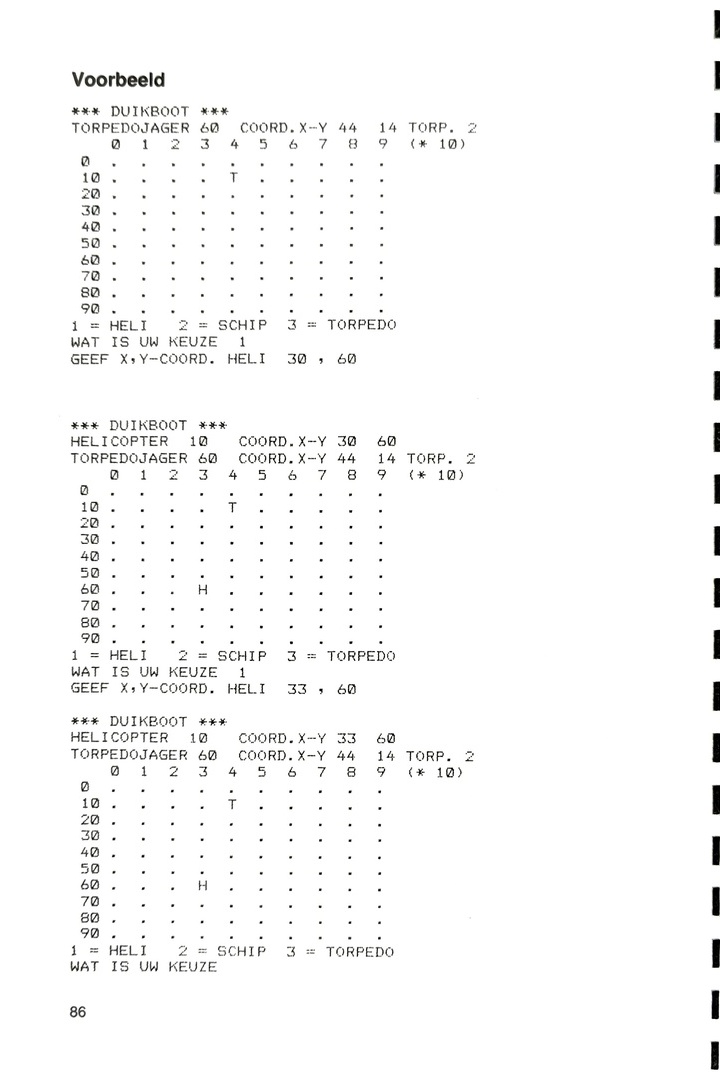 Voorbeeld
*** DUIKBOOT ***
TORPEDOJAGER 60  COORD.X-Y 44  14 TORP. 2
    0  1  2  3  4  5  6  7  8  9  (* 10)
 0  .  .  .  .  .  .  .  .  .  .
 10 .  .  .  .  T  .  .  .  .  .
 20 .  .  .  .  .  .  .  .  .  .
 30 .  .  .  .  .  .  .  .  .  .
 40 .  .  .  .  .  .  .  .  .  .
 50 .  .  .  .  .  .  .  .  .  .
 60 .  .  .  .  .  .  .  .  .  .
 70 .  .  .  .  .  .  .  .  .  .
 80 .  .  .  .  .  .  .  .  .  .
 90 .  .  .  .  .  .  .  .  .  .
1 = HELI   2 = SCHIP  3 = TORPEDO
WAT IS UW KEUZE  1
GEEF X,Y-COORD. HELI  30 , 60
*** DUIKBOOT ***
HELICOPTER  10   COORD.X-Y 30  60
TORPEDOJAGER 60  COORD.X-Y 44  14 TORP. 2
    0  1  2  3  4  5  6  7  8  9  (* 10)
 0  .  .  .  .  .  .  .  .  .  .
 10 .  .  .  .  T  .  .  .  .  .
 20 .  .  .  .  .  .  .  .  .  .
 30 .  .  .  .  .  .  .  .  .  .
 40 .  .  .  .  .  .  .  .  .  .
 50 .  .  .  .  .  .  .  .  .  .
 60 .  .  .  H  .  .  .  .  .  .
 70 .  .  .  .  .  .  .  .  .  .
 80 .  .  .  .  .  .  .  .  .  .
 90 .  .  .  .  .  .  .  .  .  .
1 = HELI   2 = SCHIP  3 = TORPEDO
WAT IS UW KEUZE  1
GEEF X,Y-COORD. HELI  33 , 60
*** DUIKBOOT ***
HELICOPTER  10   COORD.X-Y 33  60
TORPEDOJAGER 60  COORD.X-Y 44  14 TORP. 2
    0  1  2  3  4  5  6  7  8  9  (* 10)
 0  .  .  .  .  .  .  .  .  .  .
 10 .  .  .  .  T  .  .  .  .  .
 20 .  .  .  .  .  .  .  .  .  .
 30 .  .  .  .  .  .  .  .  .  .
 40 .  .  .  .  .  .  .  .  .  .
 50 .  .  .  .  .  .  .  .  .  .
 60 .  .  .  H  .  .  .  .  .  .
 70 .  .  .  .  .  .  .  .  .  .
 80 .  .  .  .  .  .  .  .  .  .
 90 .  .  .  .  .  .  .  .  .  .
1 = HELI   2 = SCHIP  3 = TORPEDO
WAT IS UW KEUZE
86